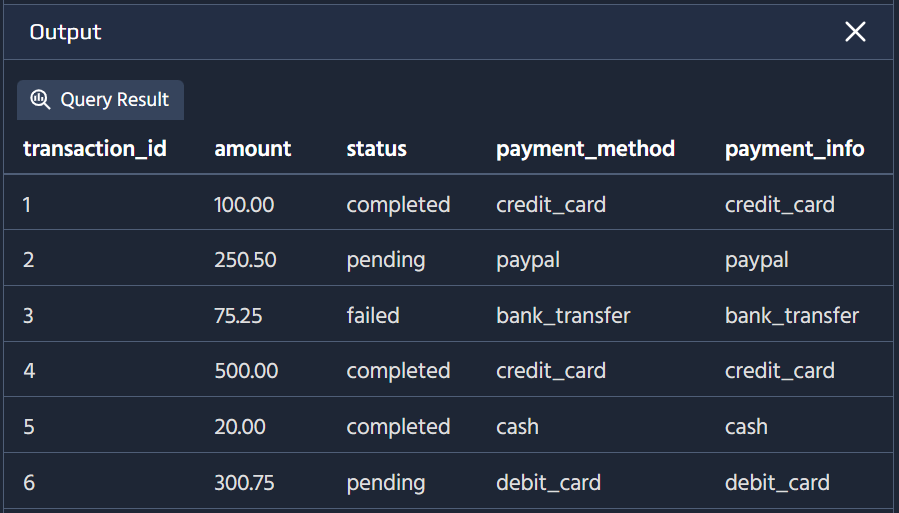 Output
Query Result
transaction_id amount status payment_method payment_info
1 100.00 completed credit_card credit_card
2 250.50 pending paypal paypal
3 75.25 failed bank_transfer bank_transfer
4 500.00 completed credit_card credit_card
5 20.00 completed cash cash
6 300.75 pending debit_card debit_card